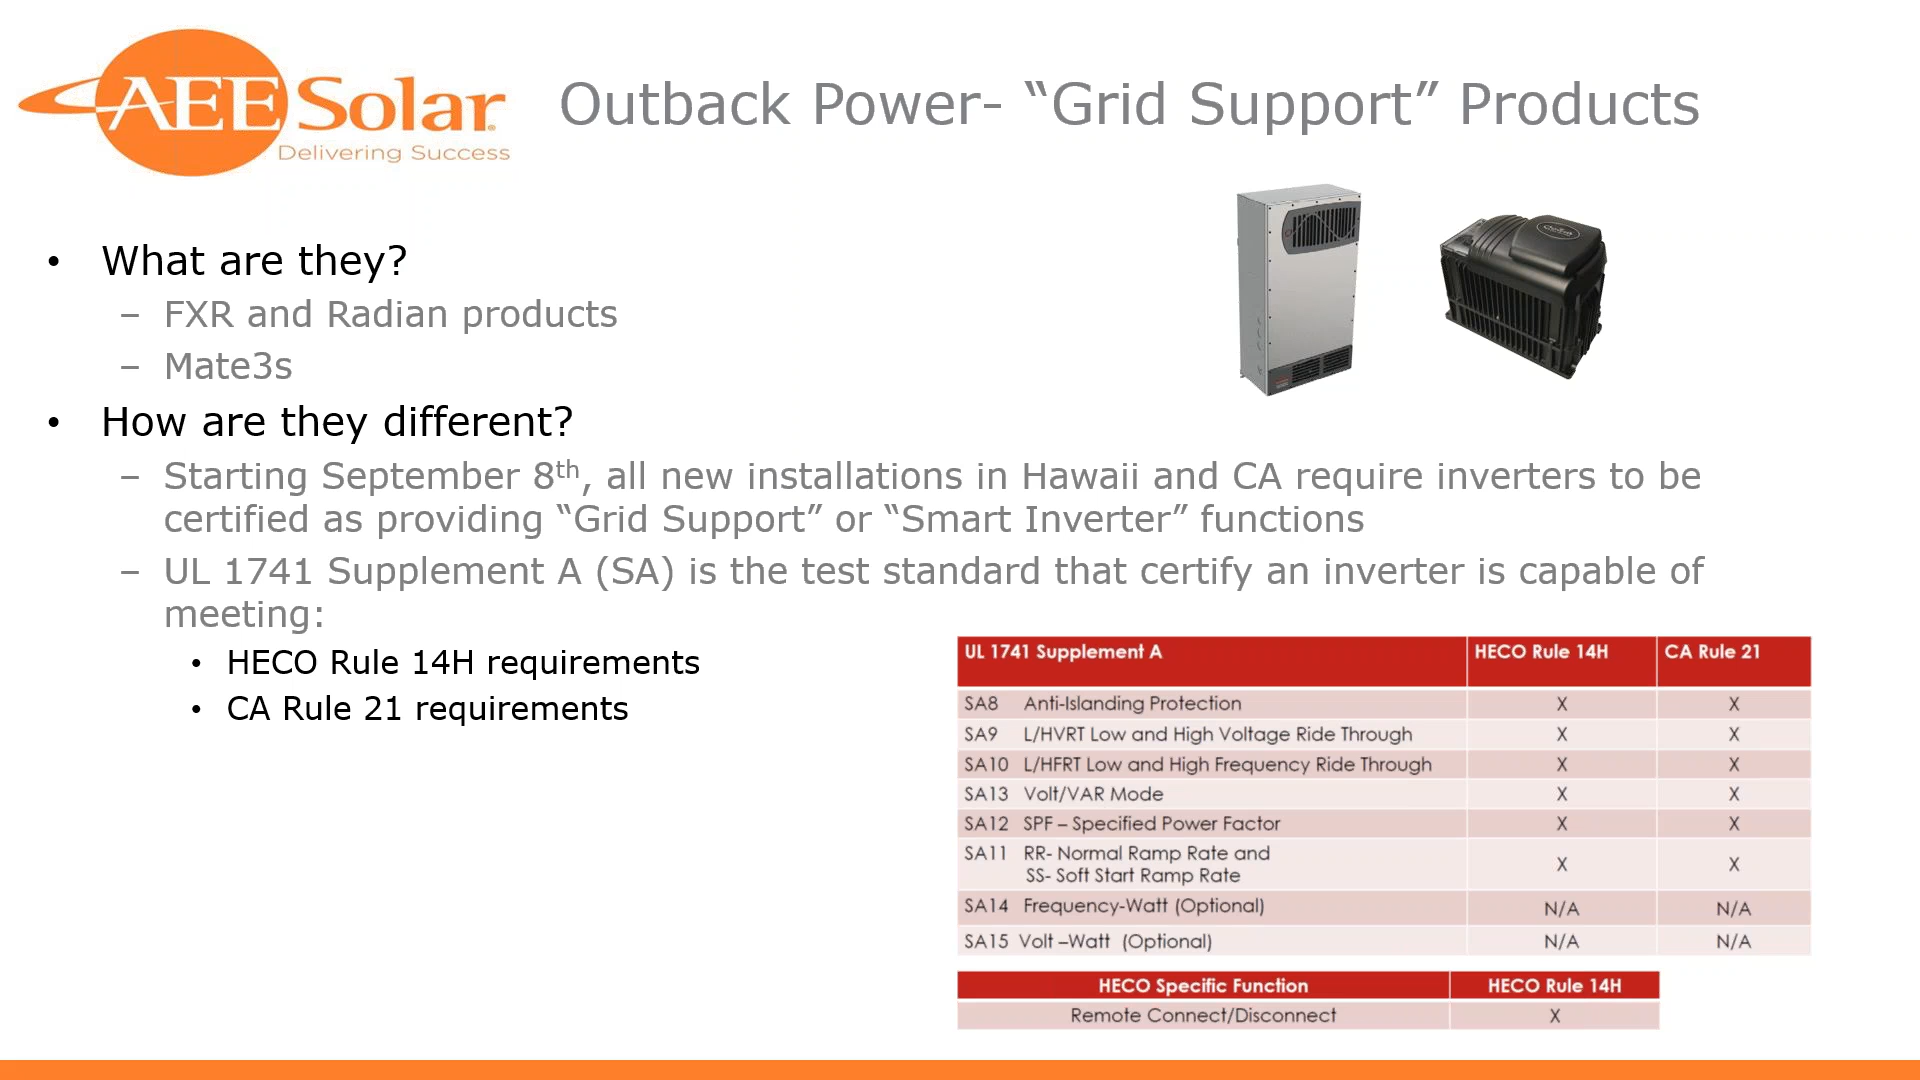 AEE Solar
Delivering Success
Outback Power- “Grid Support” Products
• What are they?
– FXR and Radian products
– Mate3s
• How are they different?
– Starting September 8th, all new installations in Hawaii and CA require inverters to be
certified as providing “Grid Support” or “Smart Inverter” functions
– UL 1741 Supplement A (SA) is the test standard that certify an inverter is capable of
meeting:
• HECO Rule 14H requirements
• CA Rule 21 requirements
UL 1741 Supplement A HECO Rule 14H CA Rule 21
SA8 Anti-Islanding Protection X X
SA9 L/HVRT Low and High Voltage Ride Through X X
SA10 L/HFRT Low and High Frequency Ride Through X X
SA13 Volt/VAR Mode X X
SA12 SPF – Specified Power Factor X X
SA11 RR- Normal Ramp Rate and
SS- Soft Start Ramp Rate X X
SA14 Frequency-Watt (Optional) N/A N/A
SA15 Volt –Watt (Optional) N/A N/A
HECO Specific Function HECO Rule 14H
Remote Connect/Disconnect X